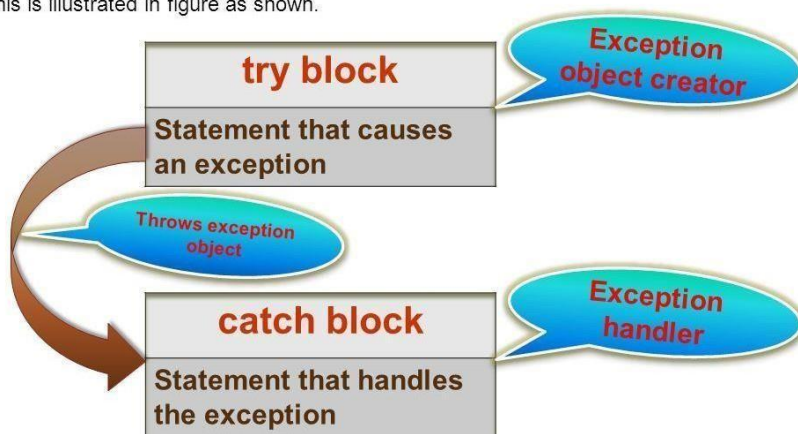 his is illustrated in figure as shown.
Exception
object creator
try block
Statement that causes
an exception
Throws exception
object
Exception
handler
catch block
Statement that handles
the exception